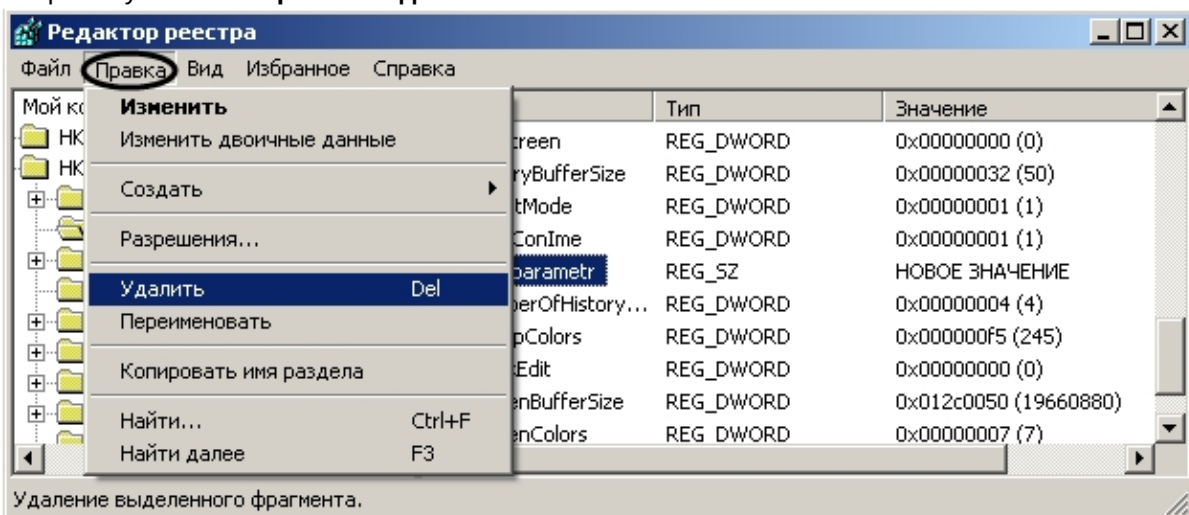 Редактор реестра
Файл Правка Вид Избранное Справка
Мой Тип Значение
Изменить
Изменить двоичные данные
Создать
Разрешения...
Удалить Del
Переименовать
Копировать имя раздела
Найти... Ctrl+F
Найти далее F3
HK creen REG_DWORD 0x00000000 (0)
HK ryBufferSize REG_DWORD 0x00000032 (50)
tMode REG_DWORD 0x00000001 (1)
ConIme REG_DWORD 0x00000001 (1)
parametr REG_SZ НОВОЕ ЗНАЧЕНИЕ
berOfHistory... REG_DWORD 0x00000004 (4)
pColors REG_DWORD 0x000000f5 (245)
Edit REG_DWORD 0x00000000 (0)
enBufferSize REG_DWORD 0x012c0050 (19660880)
enColors REG_DWORD 0x00000007 (7)
Удаление выделенного фрагмента.